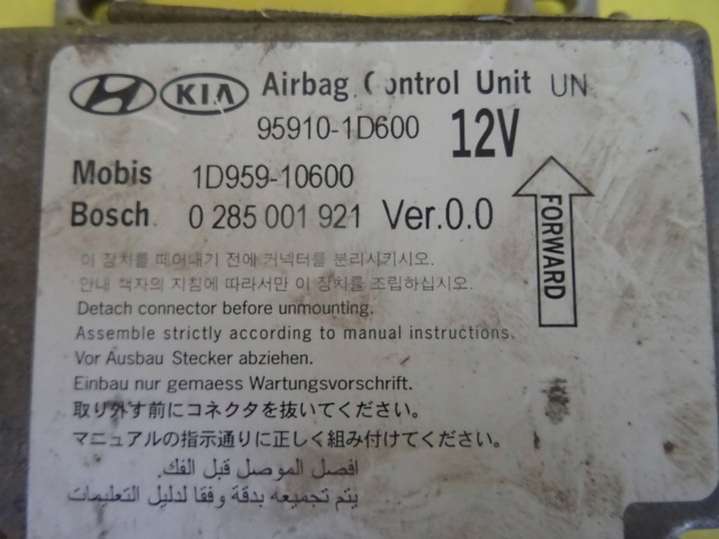 HYUNDAI KIA Airbag Control Unit UN
95910-1D600 12V
Mobis 1D959-10600
Bosch 0 285 001 921 Ver.0.0
FORWARD
이 장치를 떼어내기 전에 커넥터를 분리시키시오.
안내 책자의 지침에 따라서만 이 장치를 조립하십시오.
Detach connector before unmounting.
Assemble strictly according to manual instructions.
Vor Ausbau Stecker abziehen.
Einbau nur gemaess Wartungsvorschrift.
取り外す前にコネクタを抜いてください。
マニュアルの指示通りに正しく組み付けてください。
افصل الموصل قبل الفك.
يتم تجميعه بدقة وفقا لدليل التعليمات